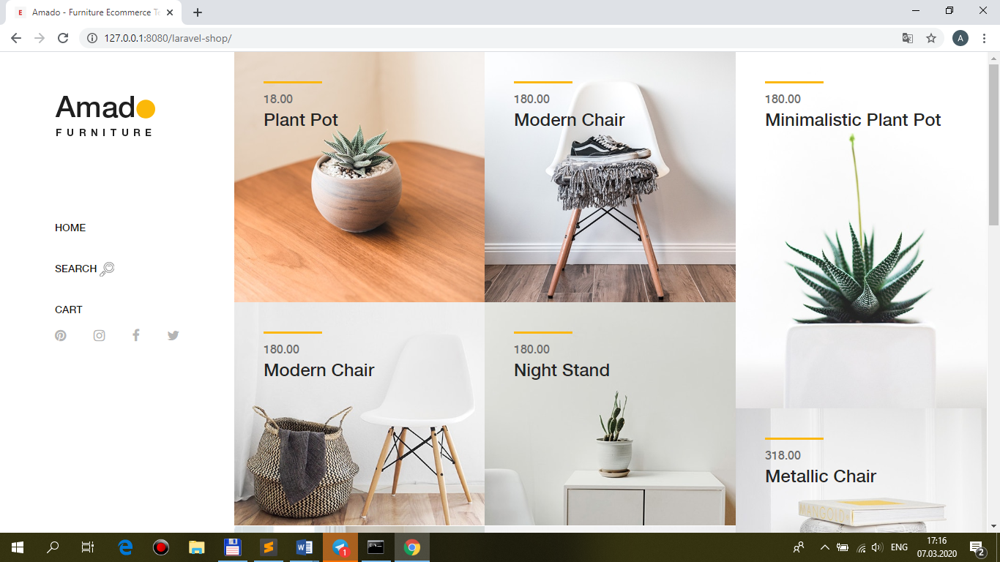 Amado - Furniture Ecommerce Te
127.0.0.1:8080/laravel-shop/
A
Amado
FURNITURE
HOME
SEARCH
CART
18.00
Plant Pot
180.00
Modern Chair
180.00
Minimalistic Plant Pot
180.00
Modern Chair
180.00
Night Stand
318.00
Metallic Chair
1
ENG
17:16
07.03.2020
2